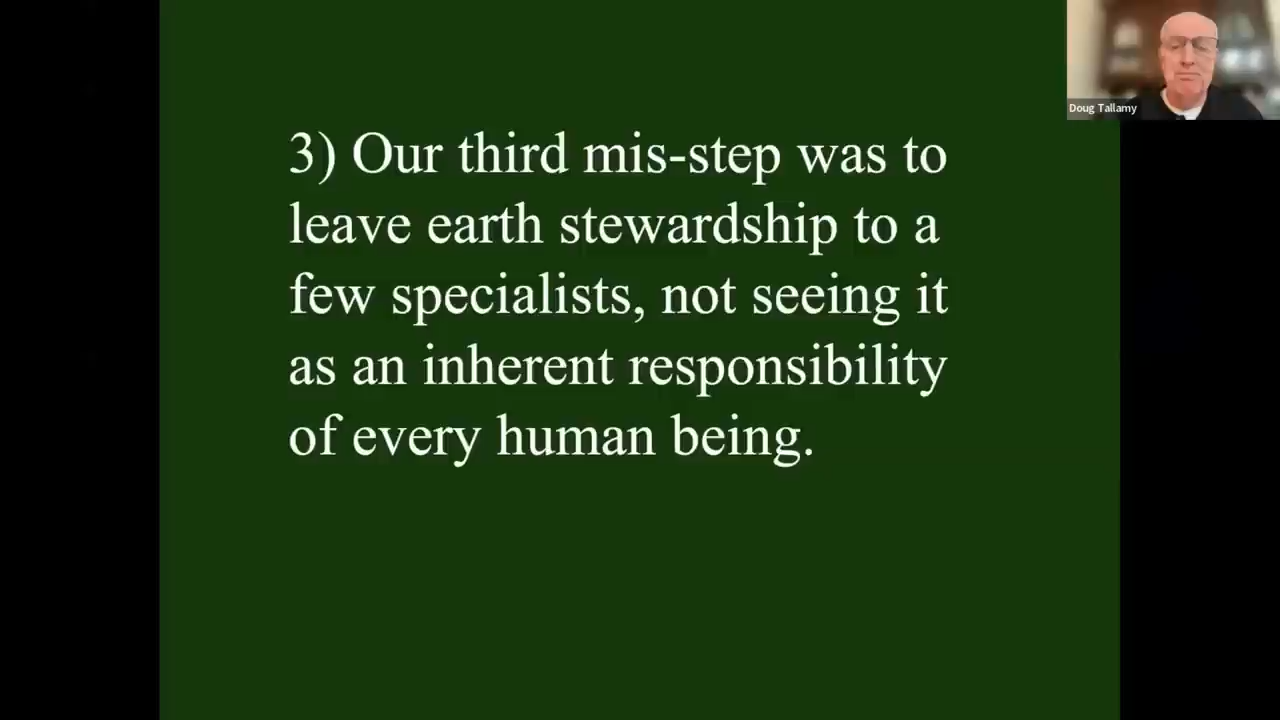 Doug Tallamy
3) Our third mis-step was to
leave earth stewardship to a
few specialists, not seeing it
as an inherent responsibility
of every human being.